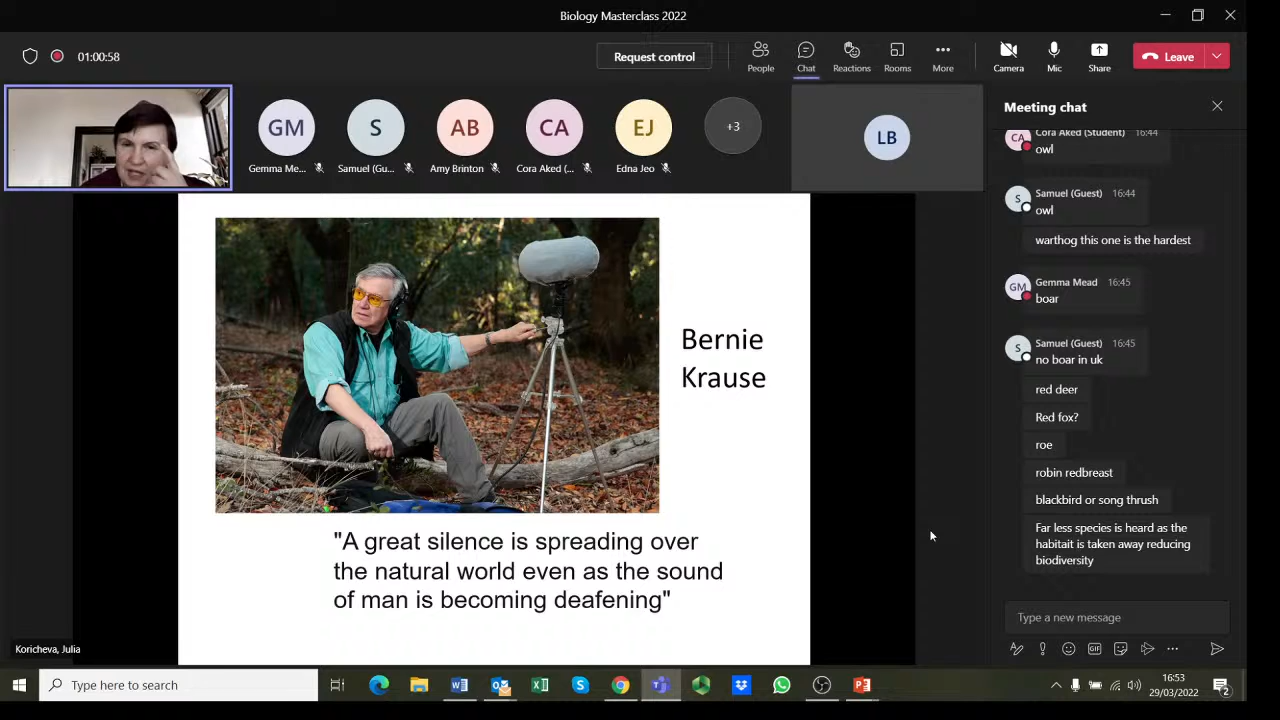 Biology Masterclass 2022
01:00:58
Request control
People
Chat
Reactions
Rooms
More
Camera
Mic
Share
Leave
GM
S
AB
CA
EJ
+3
LB
Gemma Me...
Samuel (Gu...
Amy Brinton
Cora Aked (...
Edna Jeo
Koricheva, Julia
Bernie
Krause
"A great silence is spreading over
the natural world even as the sound
of man is becoming deafening"
Meeting chat
CA
Cora Aked (Student) 16:44
owl
S
Samuel (Guest) 16:44
owl
warthog this one is the hardest
GM
Gemma Mead 16:45
boar
S
Samuel (Guest) 16:45
no boar in uk
red deer
Red fox?
roe
robin redbreast
blackbird or song thrush
Far less species is heard as the
habitait is taken away reducing
biodiversity
Type a new message
GIF
Type here to search
16:53
29/03/2022
2